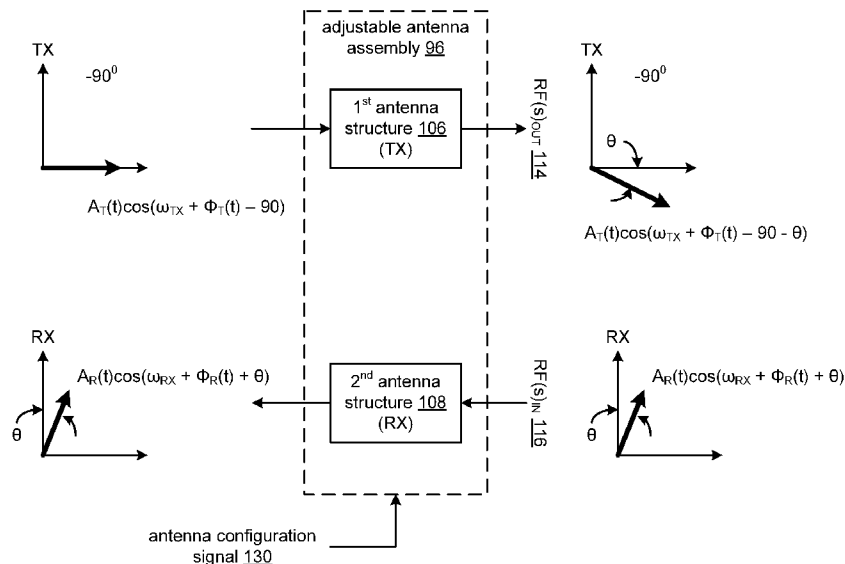 adjustable antenna
assembly 96
TX
-90⁰
1st antenna
structure 106
(TX)
RF(s)OUT 114
A_T(t)cos(ω_TX + Φ_T(t) – 90)
TX
-90⁰
θ
A_T(t)cos(ω_TX + Φ_T(t) – 90 - θ)
RX
A_R(t)cos(ω_RX + Φ_R(t) + θ)
θ
2nd antenna
structure 108
(RX)
RF(s)IN 116
RX
A_R(t)cos(ω_RX + Φ_R(t) + θ)
θ
antenna configuration
signal 130